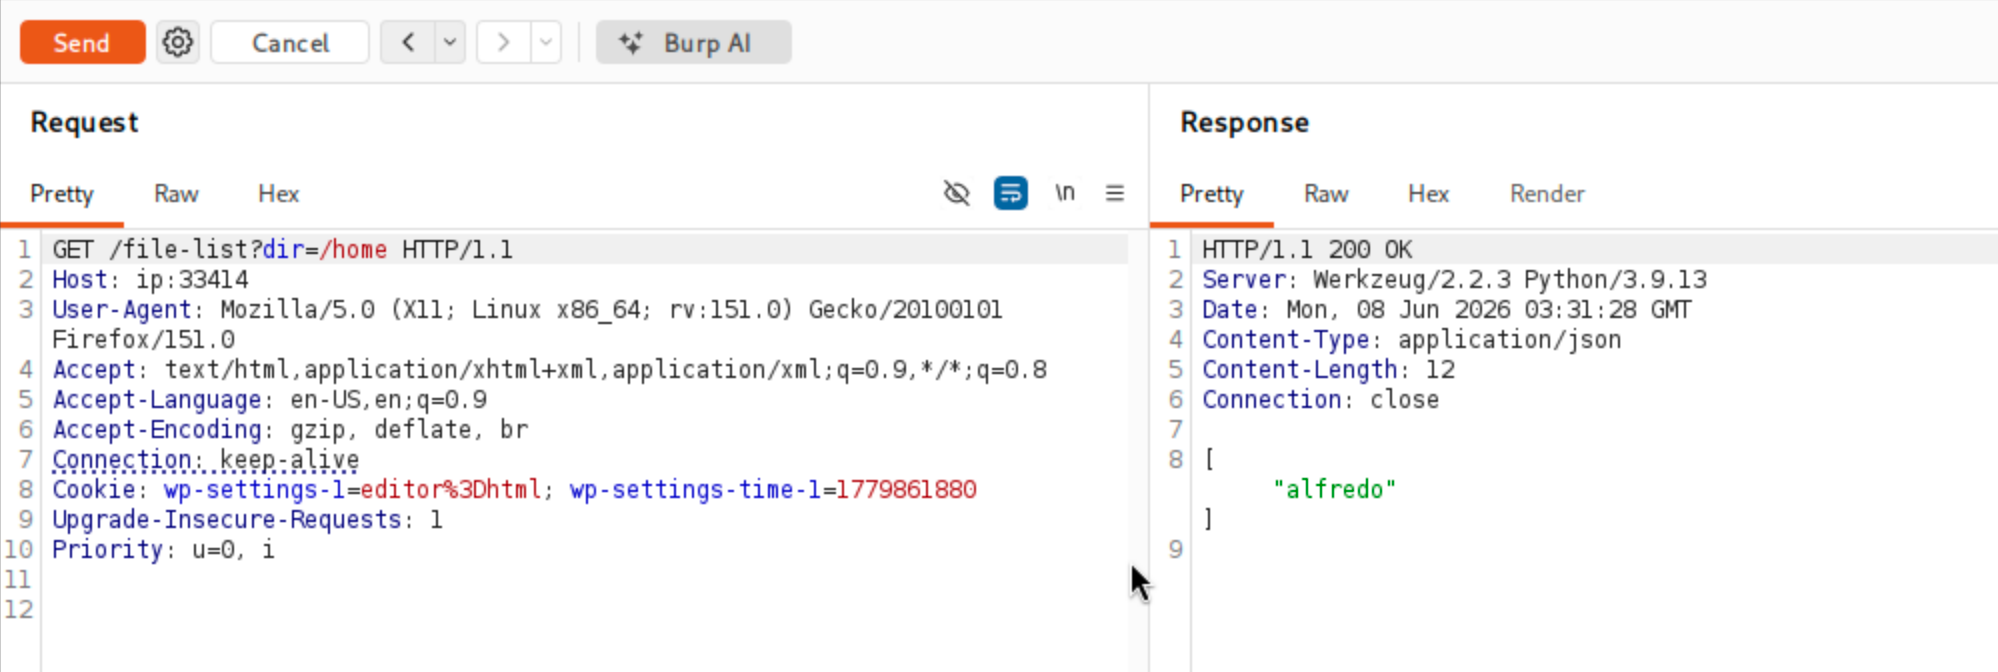 Send Cancel Burp AI
Request
Pretty Raw Hex \n
1 GET /file-list?dir=/home HTTP/1.1
2 Host: ip:33414
3 User-Agent: Mozilla/5.0 (X11; Linux x86_64; rv:151.0) Gecko/20100101
Firefox/151.0
4 Accept: text/html,application/xhtml+xml,application/xml;q=0.9,*/*;q=0.8
5 Accept-Language: en-US,en;q=0.9
6 Accept-Encoding: gzip, deflate, br
7 Connection: keep-alive
8 Cookie: wp-settings-1=editor%3Dhtml; wp-settings-time-1=1779861880
9 Upgrade-Insecure-Requests: 1
10 Priority: u=0, i
11
12
Response
Pretty Raw Hex Render
1 HTTP/1.1 200 OK
2 Server: Werkzeug/2.2.3 Python/3.9.13
3 Date: Mon, 08 Jun 2026 03:31:28 GMT
4 Content-Type: application/json
5 Content-Length: 12
6 Connection: close
7
8 [
"alfredo"
]
9